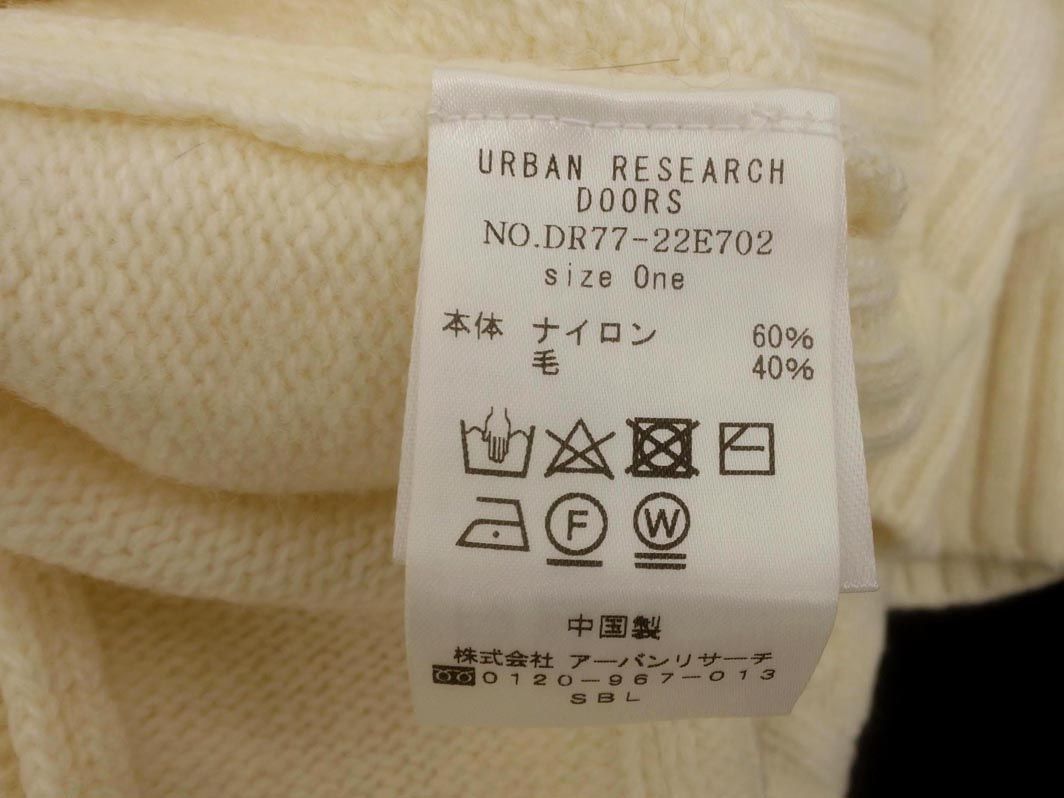 URBAN RESEARCH
DOORS
NO.DR77-22E702
size One
本体 ナイロン 60%
毛 40%
F W
中国製
株式会社 アーバンリサーチ
0120-967-013
SBL